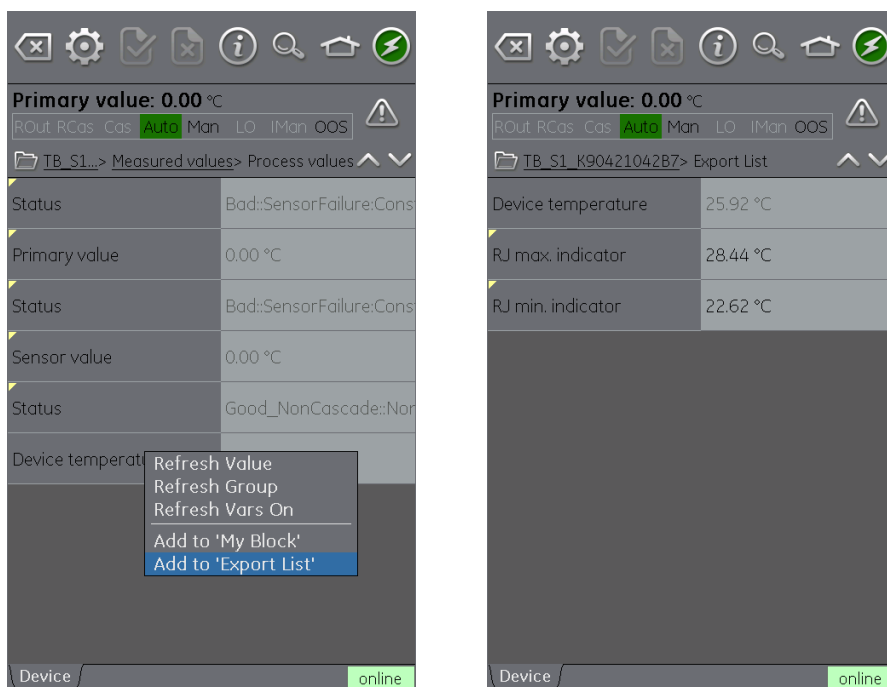 Primary value: 0.00 °C
ROut RCas Cas Auto Man LO IMan OOS
TB_S1...> Measured values> Process values
Status Bad::SensorFailure:Cons
Primary value 0.00 °C
Status Bad::SensorFailure:Cons
Sensor value 0.00 °C
Status Good_NonCascade::Nor
Device temperatu
Refresh Value
Refresh Group
Refresh Vars On
Add to 'My Block'
Add to 'Export List'
Device online
Primary value: 0.00 °C
ROut RCas Cas Auto Man LO IMan OOS
TB_S1_K90421042B7> Export List
Device temperature 25.92 °C
RJ max. indicator 28.44 °C
RJ min. indicator 22.62 °C
Device online